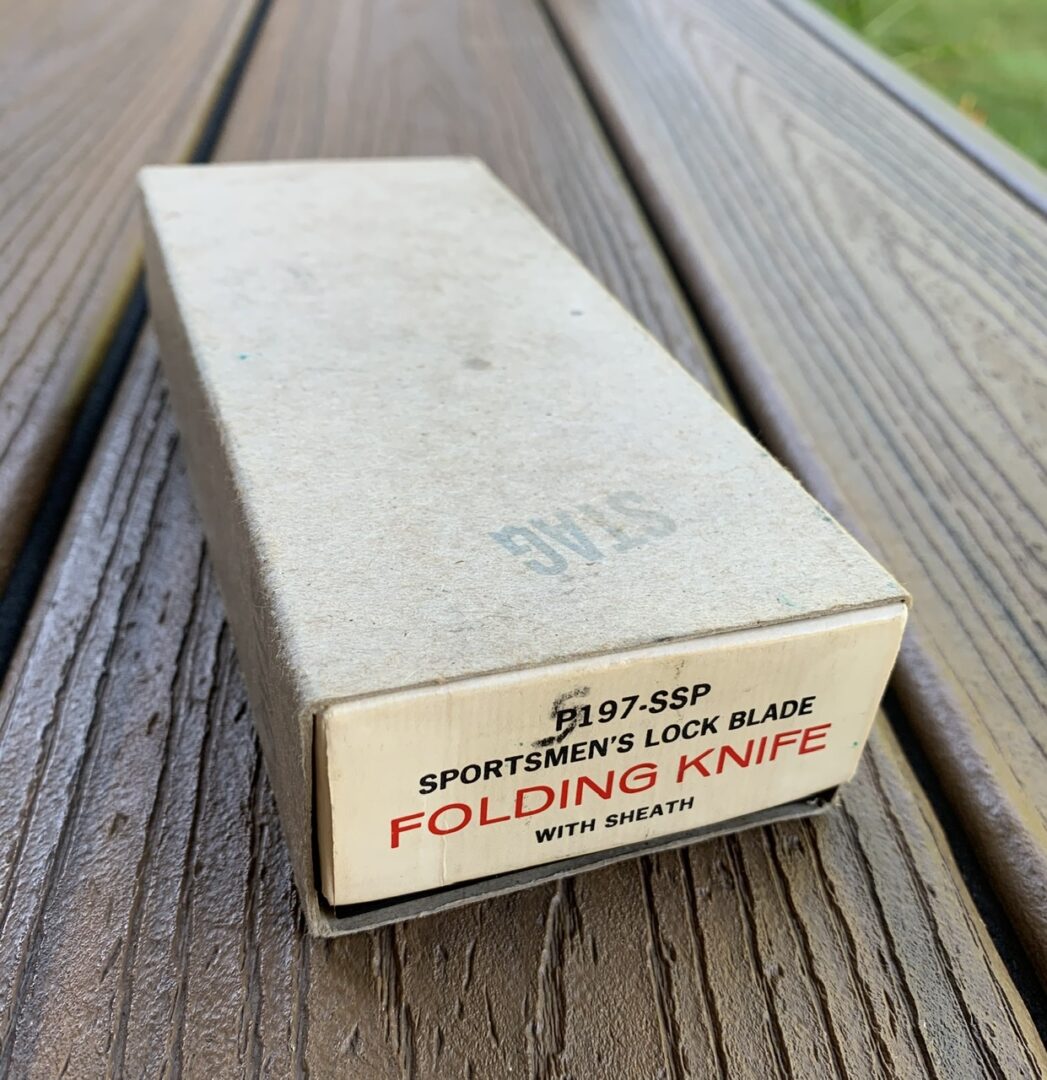 STAG
P197-SSP
SPORTSMEN'S LOCK BLADE
FOLDING KNIFE
WITH SHEATH